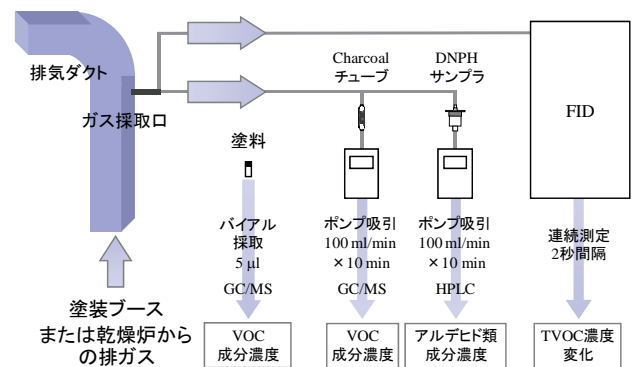 排気ダクト
ガス採取口
塗装ブース
または乾燥炉から
の排ガス
塗料
バイアル
採取
5 µl
GC/MS
VOC
成分濃度
Charcoal
チューブ
ポンプ吸引
100 ml/min
×10 min
GC/MS
VOC
成分濃度
DNPH
サンプラ
ポンプ吸引
100 ml/min
×10 min
HPLC
アルデヒド類
成分濃度
FID
連続測定
2秒間隔
TVOC濃度
変化